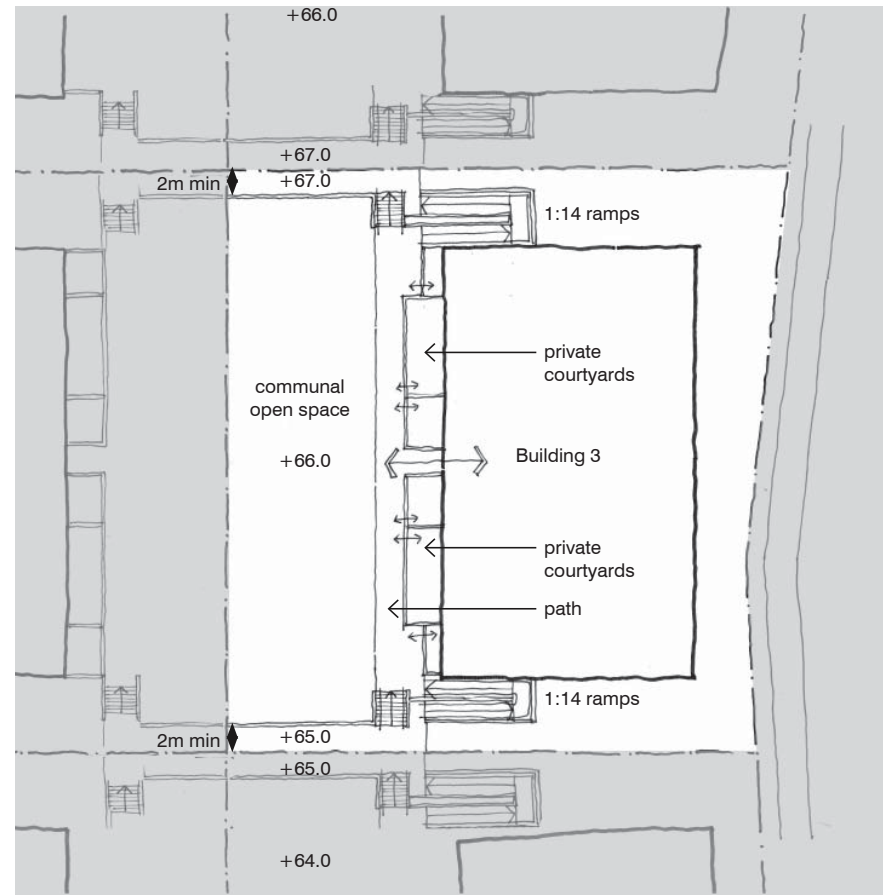 +66.0
+67.0
2m min
+67.0
1:14 ramps
private
courtyards
communal
open space
+66.0
Building 3
private
courtyards
path
1:14 ramps
2m min
+65.0
+65.0
+64.0